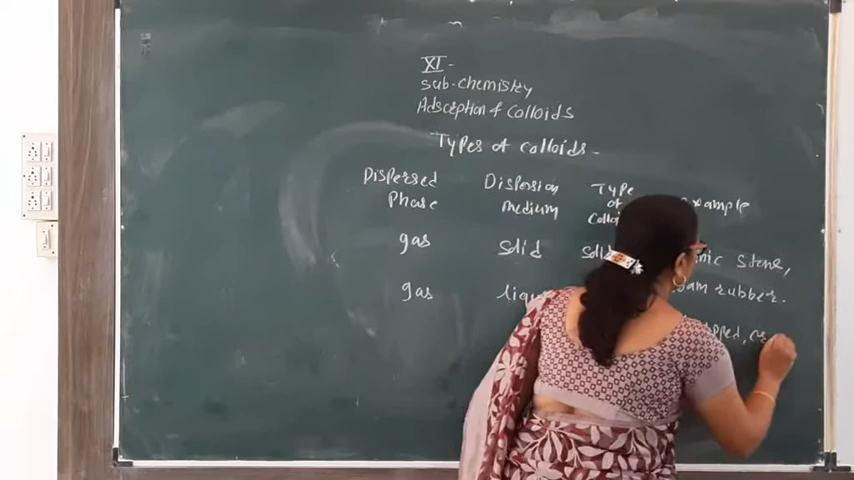 XI-
Sub-chemistry
Adsorption of Colloids
Types of Colloids-
Dispersed Dispersion Type Example
Phase. Medium. of
gas Solid Stone,
rubber.
gas